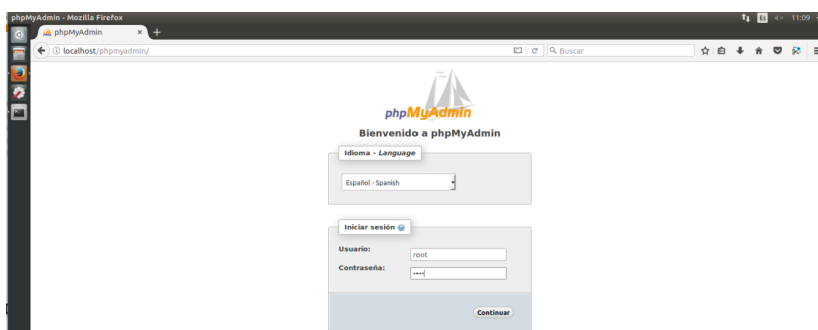 phpMyAdmin - Mozilla Firefox
Es
11:09
phpMyAdmin
localhost/phpmyadmin/
Buscar
phpMyAdmin
Bienvenido a phpMyAdmin
Idioma - Language
Español - Spanish
Iniciar sesión
Usuario:
root
Contraseña:
••••
Continuar